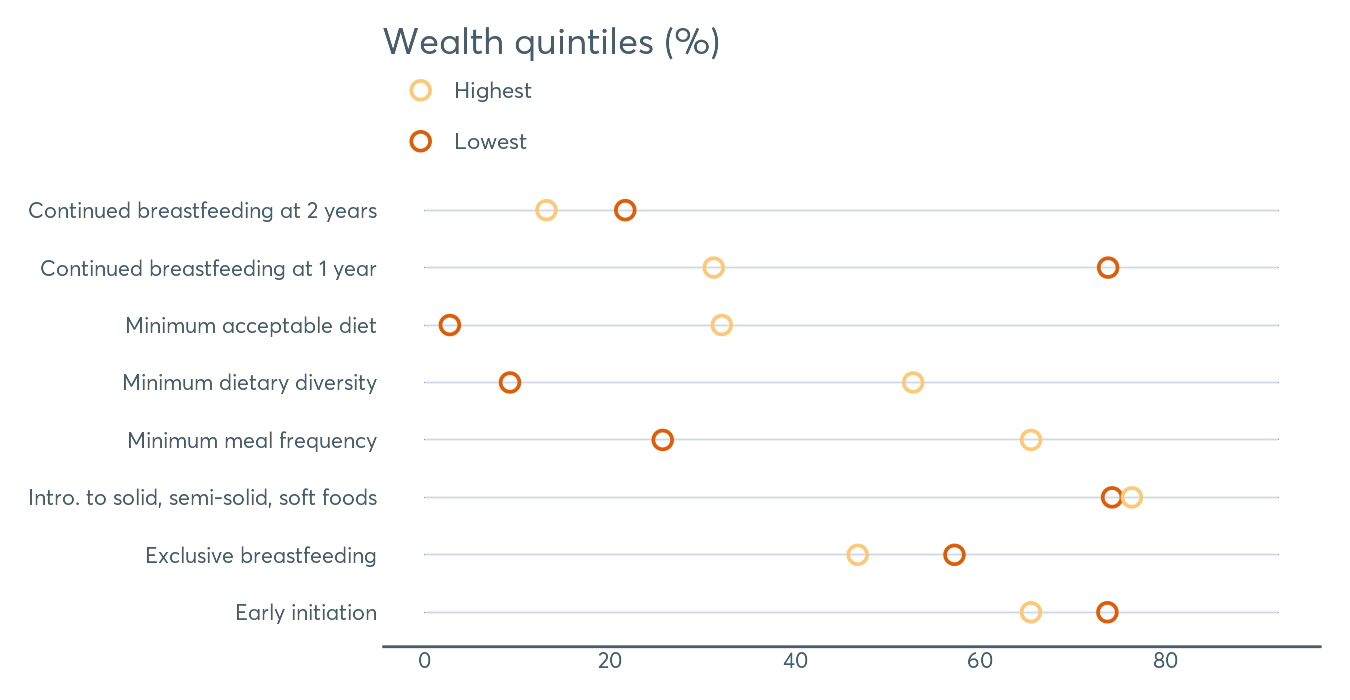 Wealth quintiles (%)
Highest
Lowest
Continued breastfeeding at 2 years
Continued breastfeeding at 1 year
Minimum acceptable diet
Minimum dietary diversity
Minimum meal frequency
Intro. to solid, semi-solid, soft foods
Exclusive breastfeeding
Early initiation
0 20 40 60 80